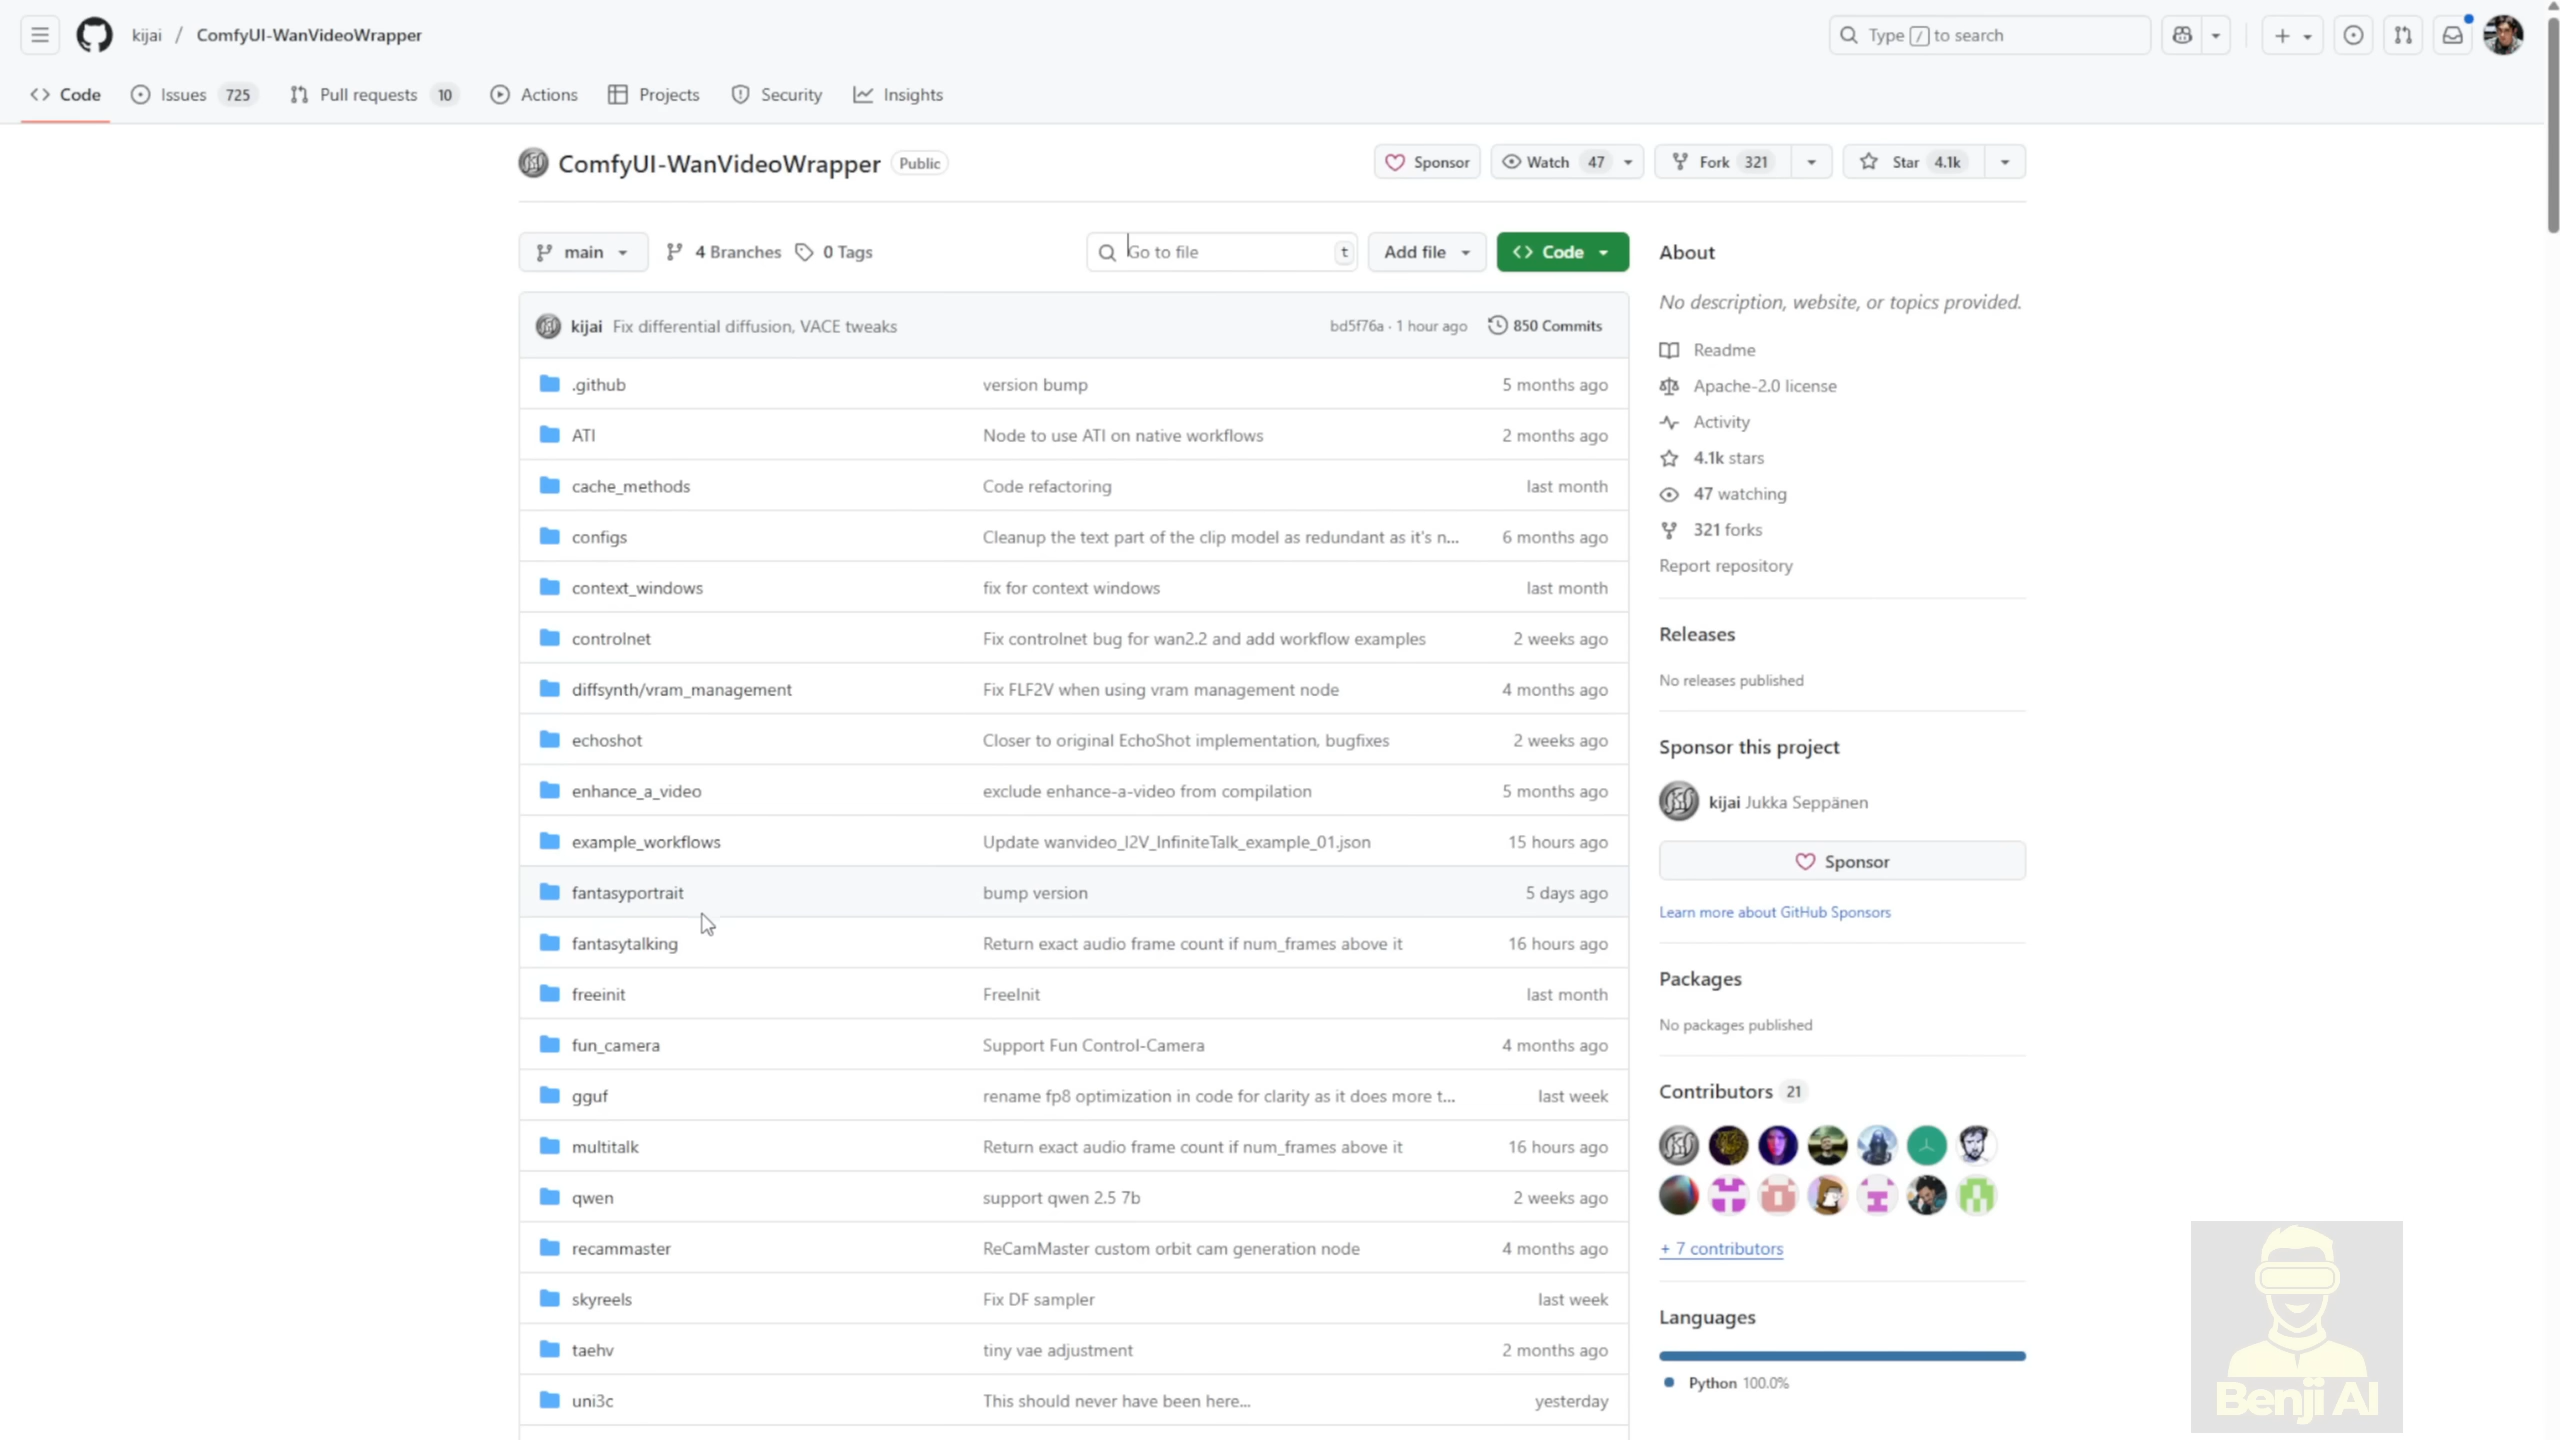 kijai / ComfyUI-WanVideoWrapper
Type / to search
Code
Issues 725
Pull requests 10
Actions
Projects
Security
Insights
ComfyUI-WanVideoWrapper Public
Sponsor
Watch 47
Fork 321
Star 4.1k
main
4 Branches
0 Tags
Go to file t
Add file
Code
kijai Fix differential diffusion, VACE tweaks bd5f76a · 1 hour ago 850 Commits
.github version bump 5 months ago
ATI Node to use ATI on native workflows 2 months ago
cache_methods Code refactoring last month
configs Cleanup the text part of the clip model as redundant as it's n... 6 months ago
context_windows fix for context windows last month
controlnet Fix controlnet bug for wan2.2 and add workflow examples 2 weeks ago
diffsynth/vram_management Fix FLF2V when using vram management node 4 months ago
echoshot Closer to original EchoShot implementation, bugfixes 2 weeks ago
enhance_a_video exclude enhance-a-video from compilation 5 months ago
example_workflows Update wanvideo_I2V_InfiniteTalk_example_01.json 15 hours ago
fantasyportrait bump version 5 days ago
fantasytalking Return exact audio frame count if num_frames above it 16 hours ago
freeinit FreeInit last month
fun_camera Support Fun Control-Camera 4 months ago
gguf rename fp8 optimization in code for clarity as it does more t... last week
multitalk Return exact audio frame count if num_frames above it 16 hours ago
qwen support qwen 2.5 7b 2 weeks ago
recammaster ReCamMaster custom orbit cam generation node 4 months ago
skyreels Fix DF sampler last week
taehv tiny vae adjustment 2 months ago
uni3c This should never have been here... yesterday
About
No description, website, or topics provided.
Readme
Apache-2.0 license
Activity
4.1k stars
47 watching
321 forks
Report repository
Releases
No releases published
Sponsor this project
kijai Jukka Seppänen
Sponsor
Learn more about GitHub Sponsors
Packages
No packages published
Contributors 21
+ 7 contributors
Languages
Python 100.0%
Benji AI